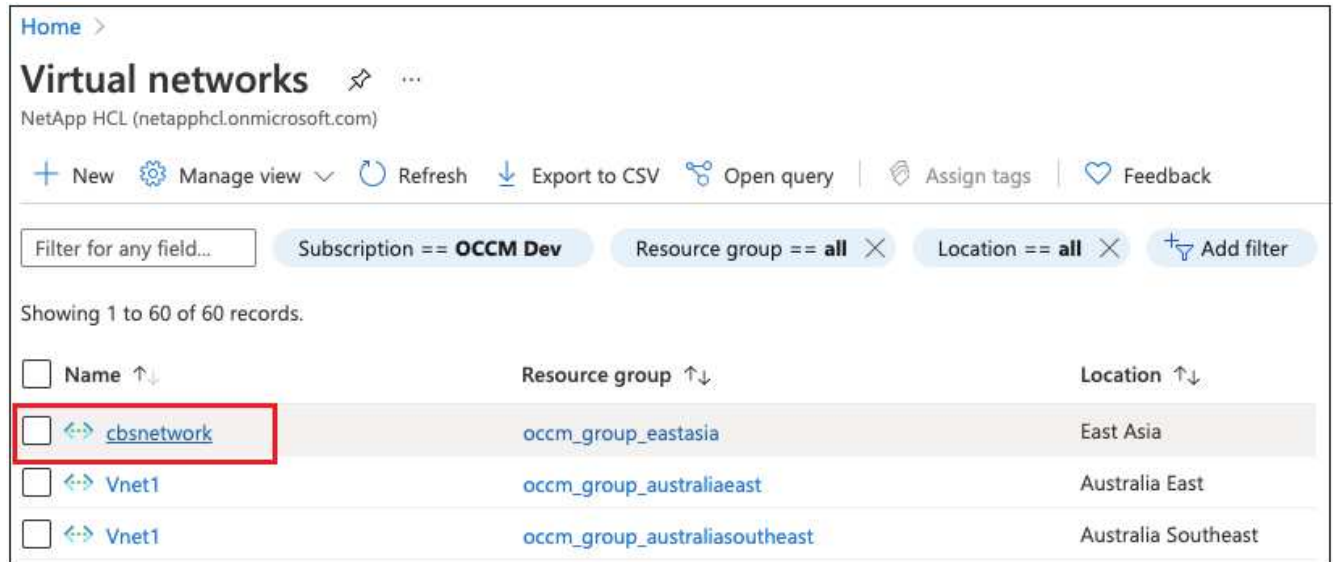 Home >
Virtual networks ...
NetApp HCL (netapphcl.onmicrosoft.com)
+ New Manage view Refresh Export to CSV Open query Assign tags Feedback
Filter for any field... Subscription == OCCM Dev Resource group == all × Location == all × Add filter
Showing 1 to 60 of 60 records.
Name ↑↓ Resource group ↑↓ Location ↑↓
cbsnetwork occm_group_eastasia East Asia
Vnet1 occm_group_australiaeast Australia East
Vnet1 occm_group_australiasoutheast Australia Southeast